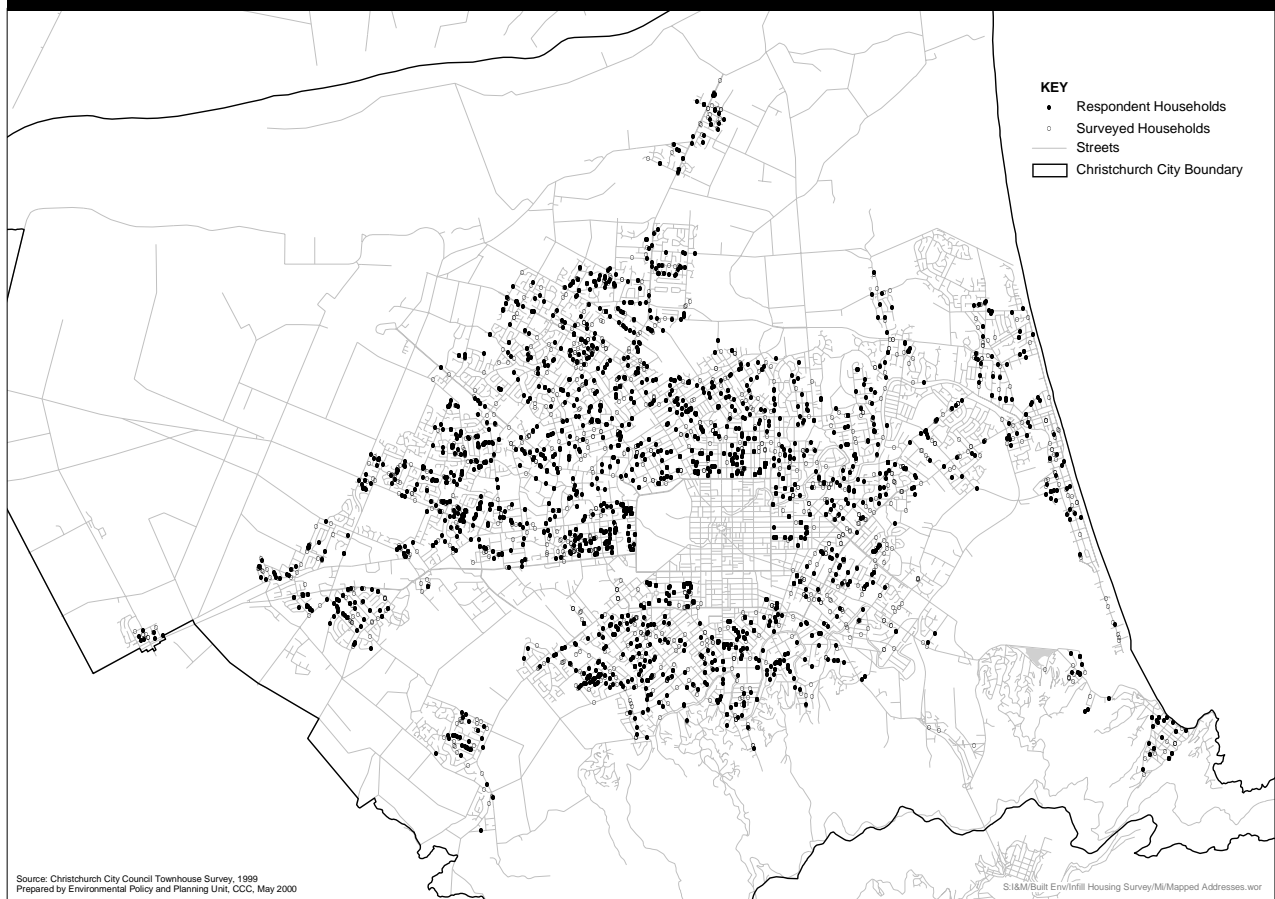 KEY
Respondent Households
Surveyed Households
Streets
Christchurch City Boundary
Source: Christchurch City Council Townhouse Survey, 1999
Prepared by Environmental Policy and Planning Unit, CCC, May 2000
S:I&M/Built Env/Infill Housing Survey/Mi/Mapped Addresses.wor